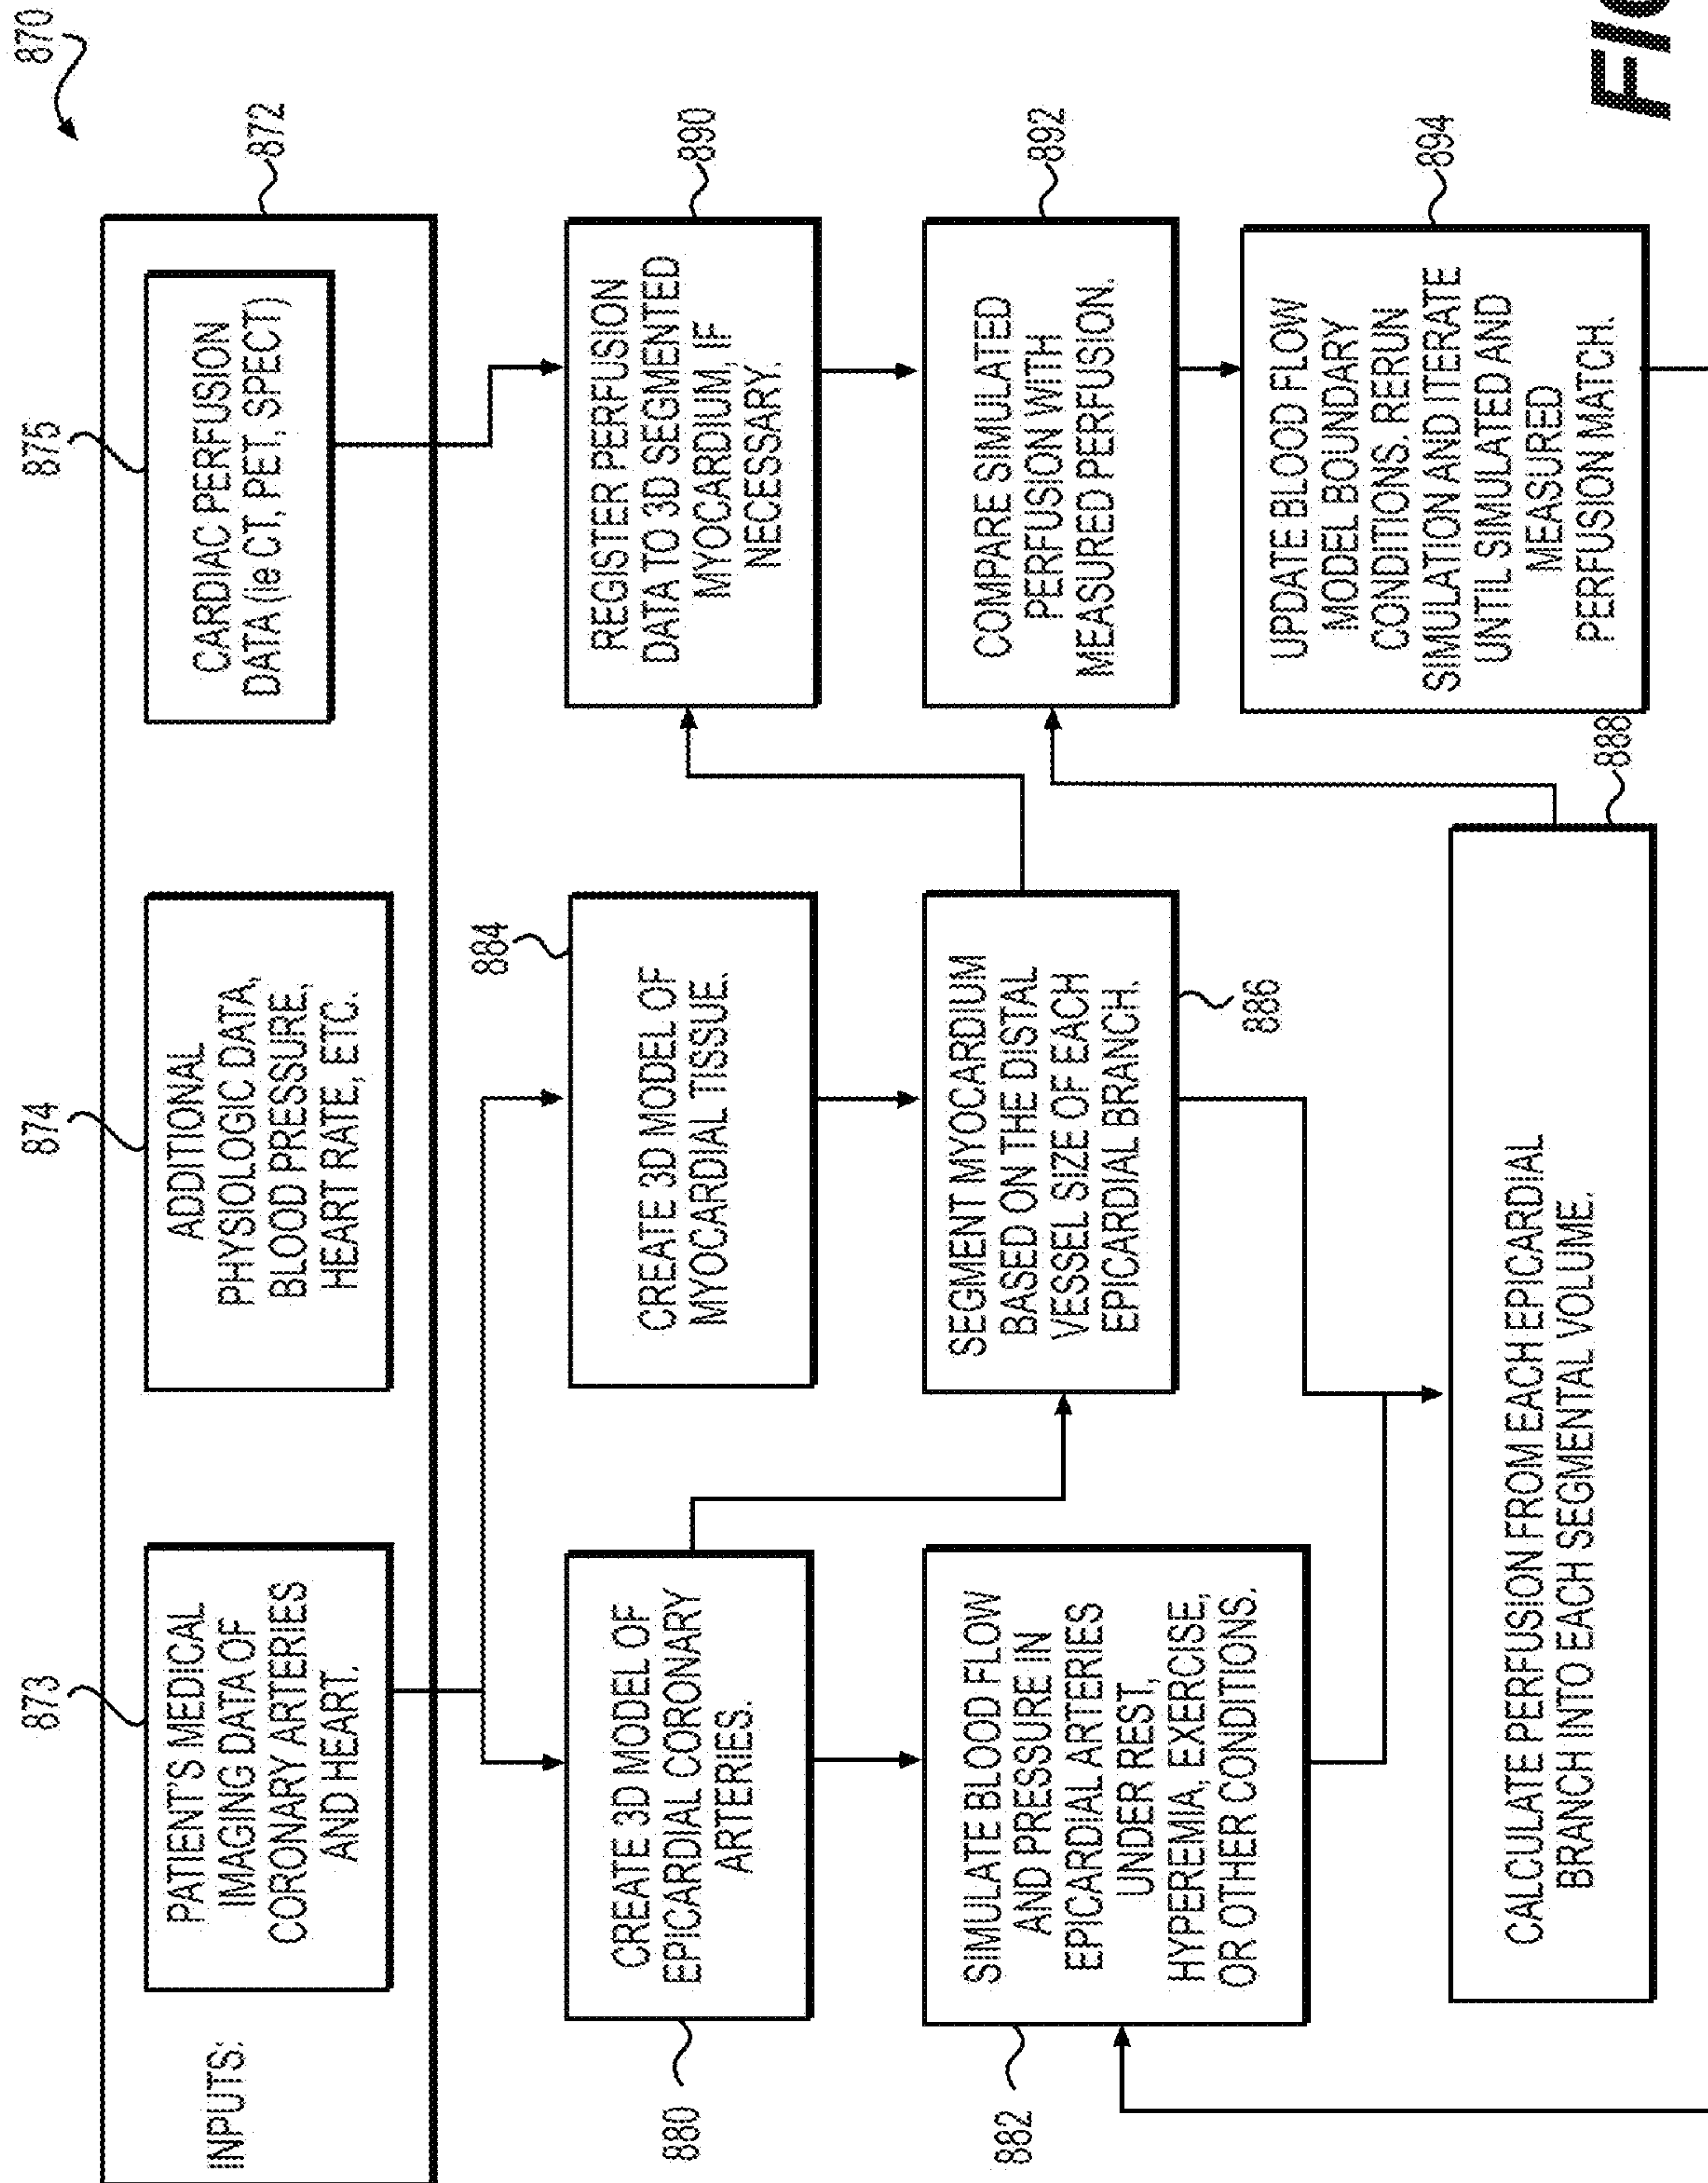 870
INPUTS:
873
PATIENT'S MEDICAL
IMAGING DATA OF
CORONARY ARTERIES
AND HEART.
874
ADDITIONAL
PHYSIOLOGIC DATA,
BLOOD PRESSURE,
HEART RATE, ETC.
875
CARDIAC PERFUSION
DATA (ie CT, PET, SPECT)
872
880
CREATE 3D MODEL OF
EPICARDIAL CORONARY
ARTERIES.
884
CREATE 3D MODEL OF
MYOCARDIAL TISSUE.
890
REGISTER PERFUSION
DATA TO 3D SEGMENTED
MYOCARDIUM, IF
NECESSARY.
882
SIMULATE BLOOD FLOW
AND PRESSURE IN
EPICARDIAL ARTERIES
UNDER REST,
HYPEREMIA, EXERCISE,
OR OTHER CONDITIONS.
886
SEGMENT MYOCARDIUM
BASED ON THE DISTAL
VESSEL SIZE OF EACH
EPICARDIAL BRANCH.
892
COMPARE SIMULATED
PERFUSION WITH
MEASURED PERFUSION.
888
CALCULATE PERFUSION FROM EACH EPICARDIAL
BRANCH INTO EACH SEGMENTAL VOLUME.
894
UPDATE BLOOD FLOW
MODEL BOUNDARY
CONDITIONS. RERUN
SIMULATION AND ITERATE
UNTIL SIMULATED AND
MEASURED
PERFUSION MATCH.